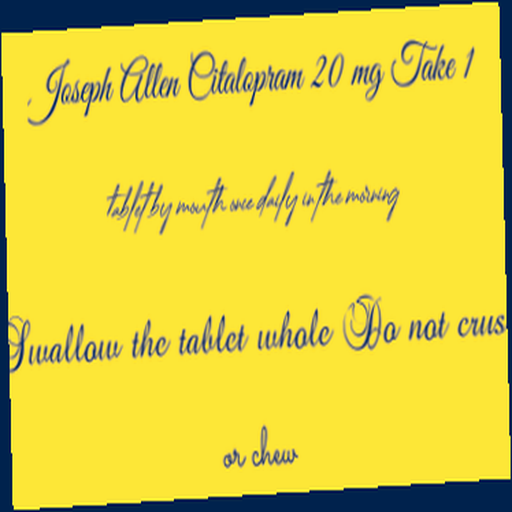 Joseph Allen Citalopram 20 mg Take 1
tablet by mouth once daily in the morning
Swallow the tablet whole Do not crus
or chew